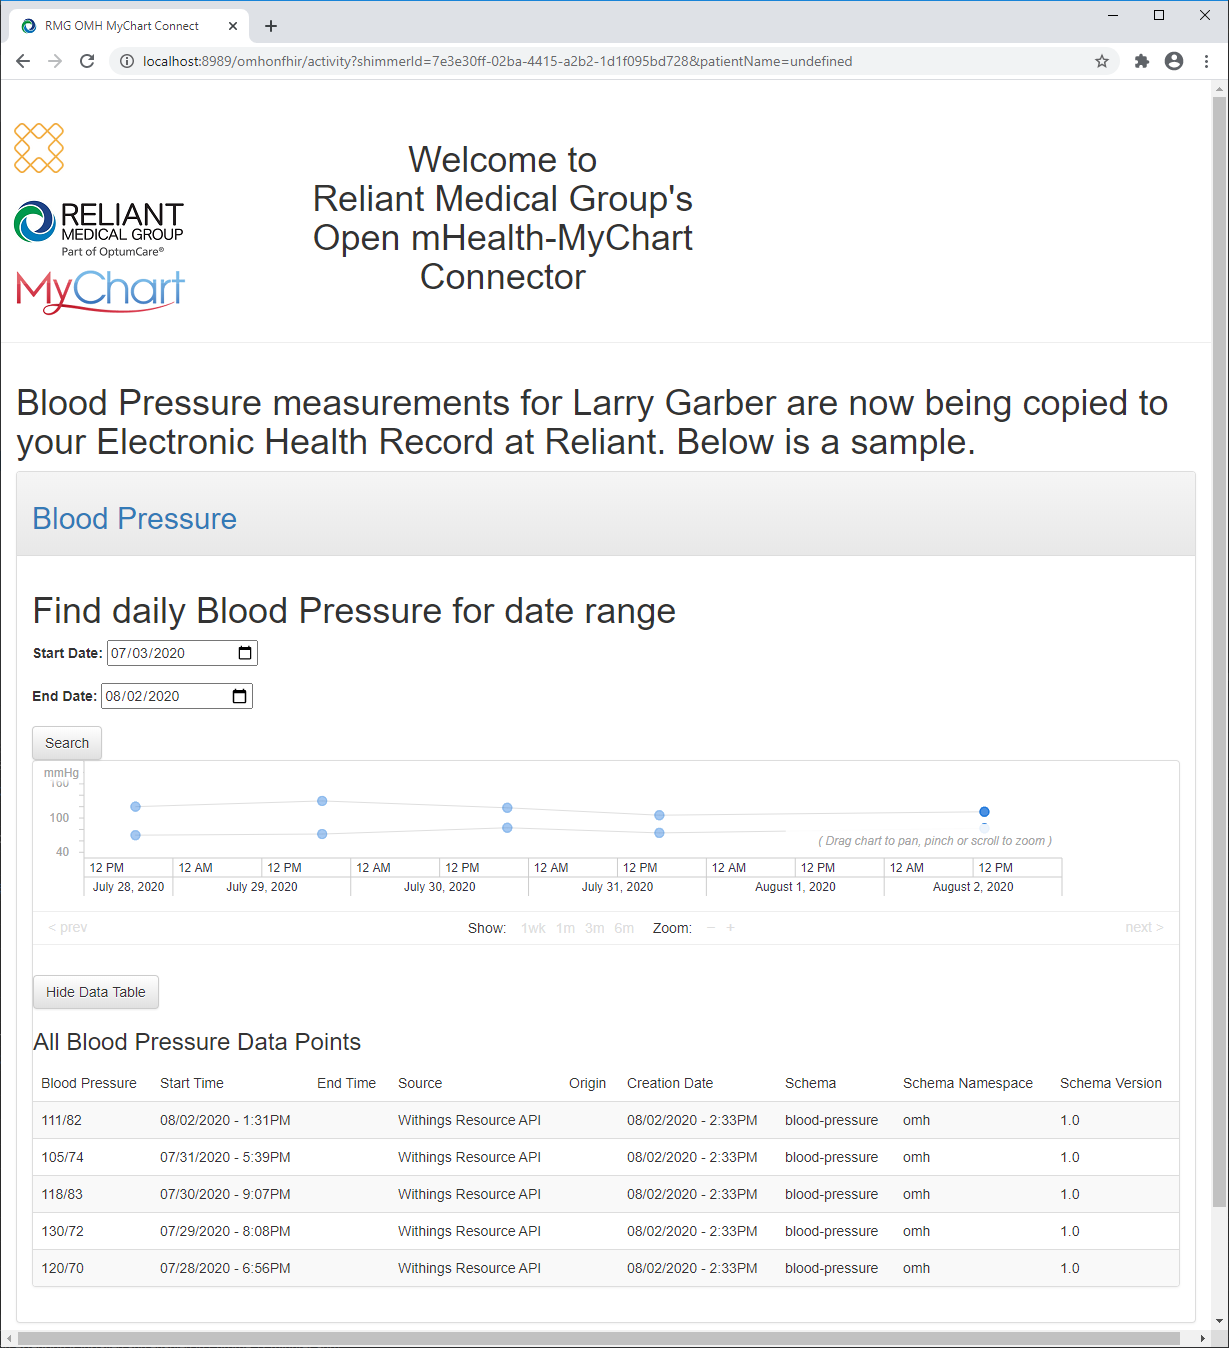 RMG OMH MyChart Connect
localhost:8989/omhonfhir/activity?shimmerId=7e3e30ff-02ba-4415-a2b2-1d1f095bd728&patientName=undefined
RELIANT
MEDICAL GROUP
Part of OptumCare®
MyChart
Welcome to
Reliant Medical Group's
Open mHealth-MyChart
Connector
Blood Pressure measurements for Larry Garber are now being copied to
your Electronic Health Record at Reliant. Below is a sample.
Blood Pressure
Find daily Blood Pressure for date range
Start Date: 07/03/2020
End Date: 08/02/2020
Search
mmHg
160
100
40
( Drag chart to pan, pinch or scroll to zoom )
12 PM 12 AM 12 PM 12 AM 12 PM 12 AM 12 PM 12 AM 12 PM 12 AM 12 PM
July 28, 2020 July 29, 2020 July 30, 2020 July 31, 2020 August 1, 2020 August 2, 2020
< prev Show: 1wk 1m 3m 6m Zoom: − + next >
Hide Data Table
All Blood Pressure Data Points
Blood Pressure Start Time End Time Source Origin Creation Date Schema Schema Namespace Schema Version
111/82 08/02/2020 - 1:31PM Withings Resource API 08/02/2020 - 2:33PM blood-pressure omh 1.0
105/74 07/31/2020 - 5:39PM Withings Resource API 08/02/2020 - 2:33PM blood-pressure omh 1.0
118/83 07/30/2020 - 9:07PM Withings Resource API 08/02/2020 - 2:33PM blood-pressure omh 1.0
130/72 07/29/2020 - 8:08PM Withings Resource API 08/02/2020 - 2:33PM blood-pressure omh 1.0
120/70 07/28/2020 - 6:56PM Withings Resource API 08/02/2020 - 2:33PM blood-pressure omh 1.0